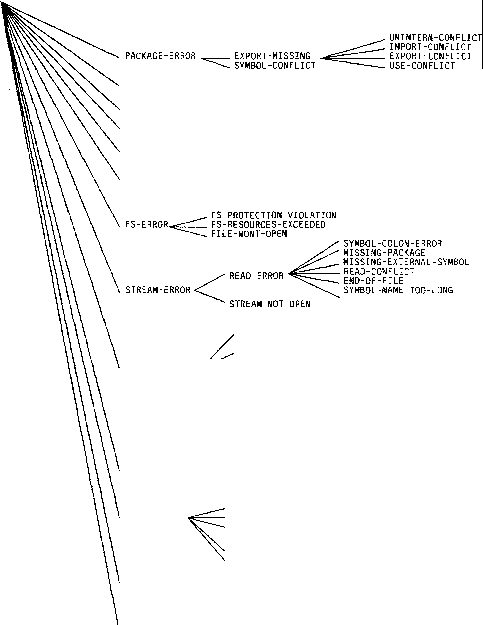 UNINTERN-CONFLICT
IMPORT-CONFLICT
PACKAGE-ERROR EXPORT-MISSING EXPORT-CONFLICT
SYMBOL-CONFLICT USE-CONFLICT
FS PROTECTION VIOLATION
FS-ERROR FS-RESOURCES-EXCEEDED
FILE-WONT-OPEN
SYMBOL-COLON-ERROR
MISSING-PACKAGE
MISSING-EXTERNAL-SYMBOL
READ ERROR READ-CONFLICT
END-OF-FILE
STREAM-ERROR SYMBOL-NAME TOO-LONG
STREAM NOT OPEN